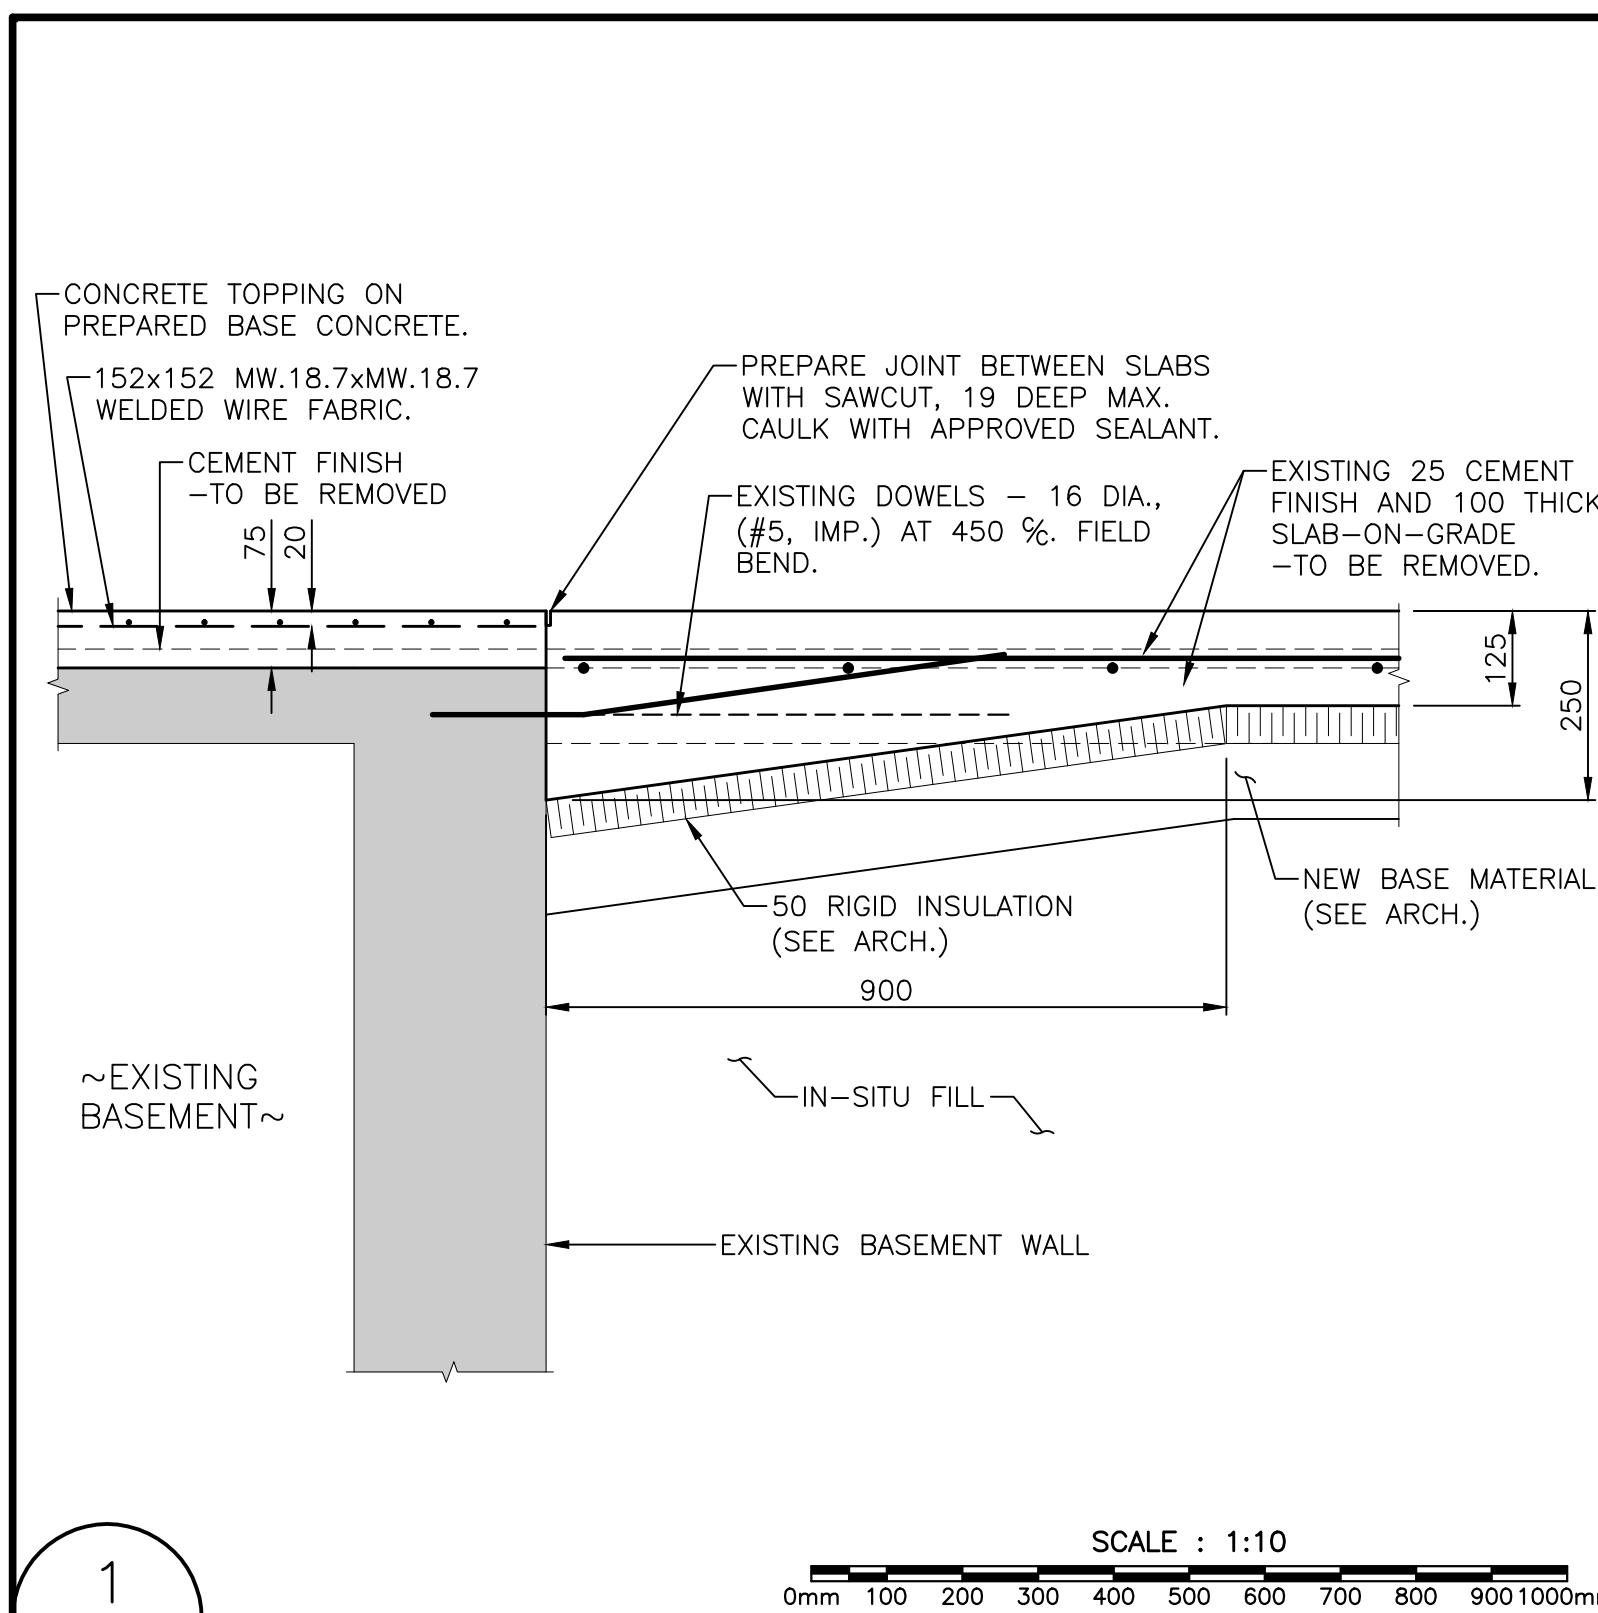 CONCRETE TOPPING ON
PREPARED BASE CONCRETE.
152x152 MW.18.7xMW.18.7
WELDED WIRE FABRIC.
CEMENT FINISH
-TO BE REMOVED
75
20
PREPARE JOINT BETWEEN SLABS
WITH SAWCUT, 19 DEEP MAX.
CAULK WITH APPROVED SEALANT.
EXISTING DOWELS - 16 DIA.,
(#5, IMP.) AT 450 ℄. FIELD
BEND.
EXISTING 25 CEMENT
FINISH AND 100 THICK
SLAB-ON-GRADE
-TO BE REMOVED.
125
250
NEW BASE MATERIAL
(SEE ARCH.)
50 RIGID INSULATION
(SEE ARCH.)
900
~EXISTING
BASEMENT~
IN-SITU FILL
EXISTING BASEMENT WALL
SCALE : 1:10
0mm 100 200 300 400 500 600 700 800 900 1000mm
1